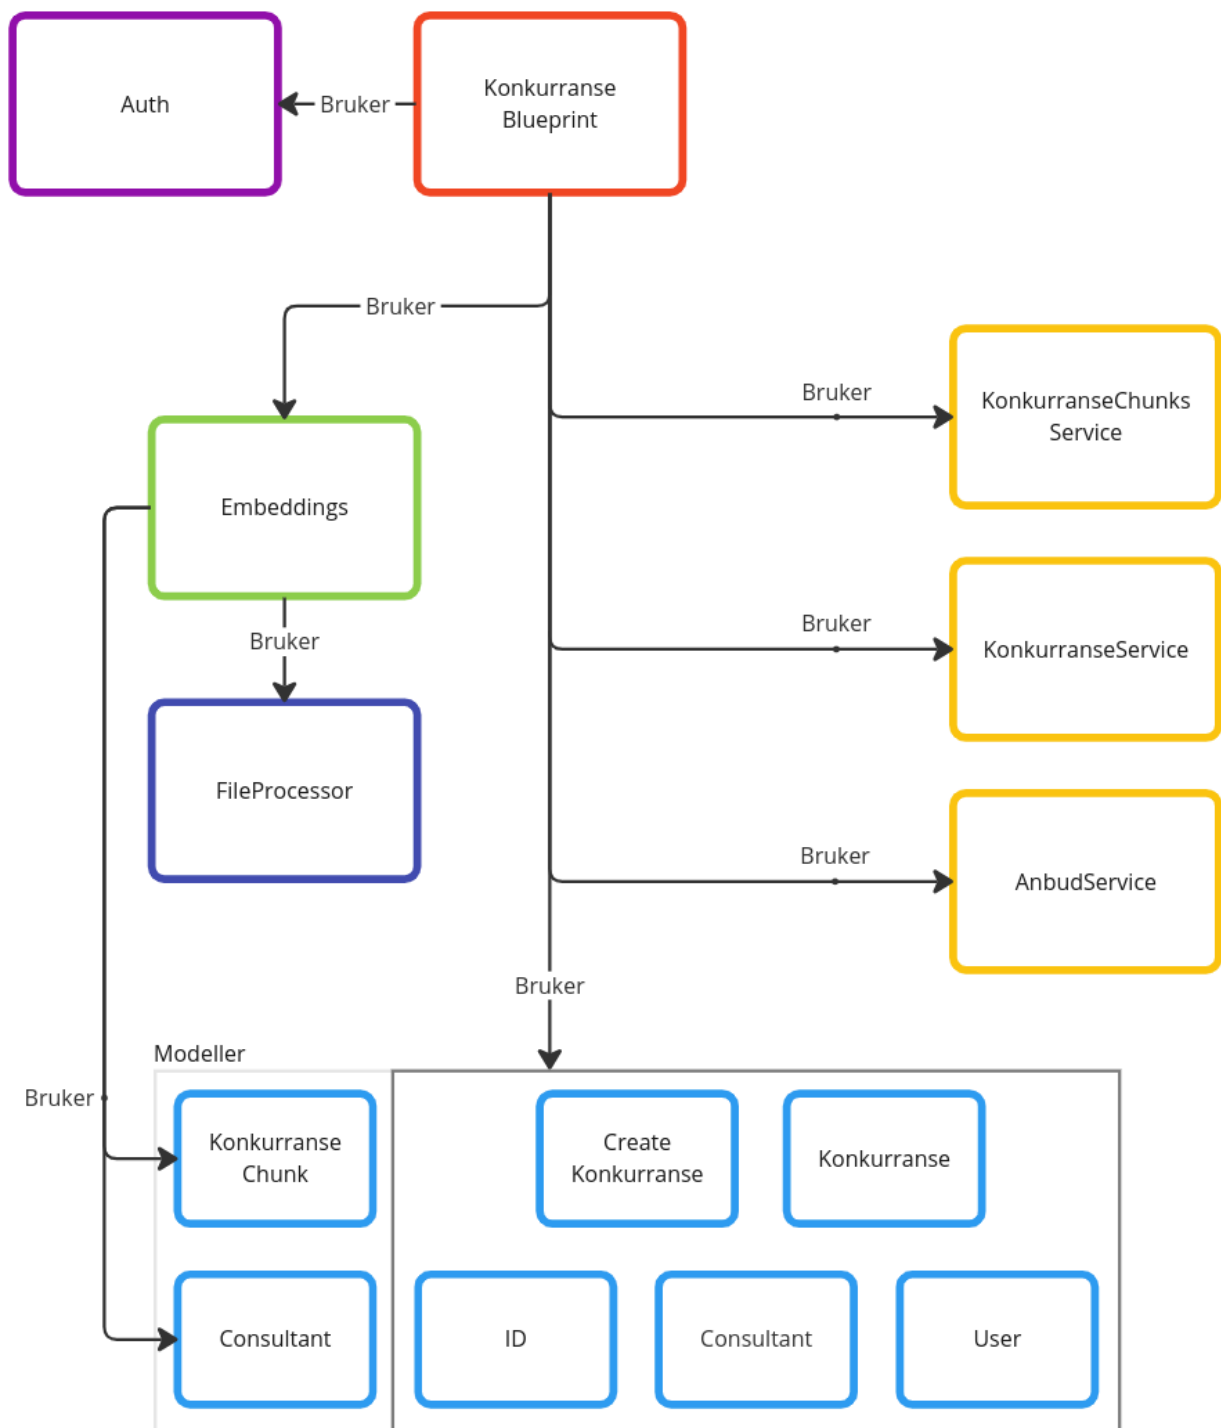 Auth
Bruker
Konkurranse
Blueprint
Bruker
Bruker
KonkurranseChunks
Service
Embeddings
Bruker
Bruker
KonkurranseService
FileProcessor
Bruker
AnbudService
Bruker
Modeller
Bruker
Konkurranse
Chunk
Create
Konkurranse
Konkurranse
Consultant
ID
Consultant
User